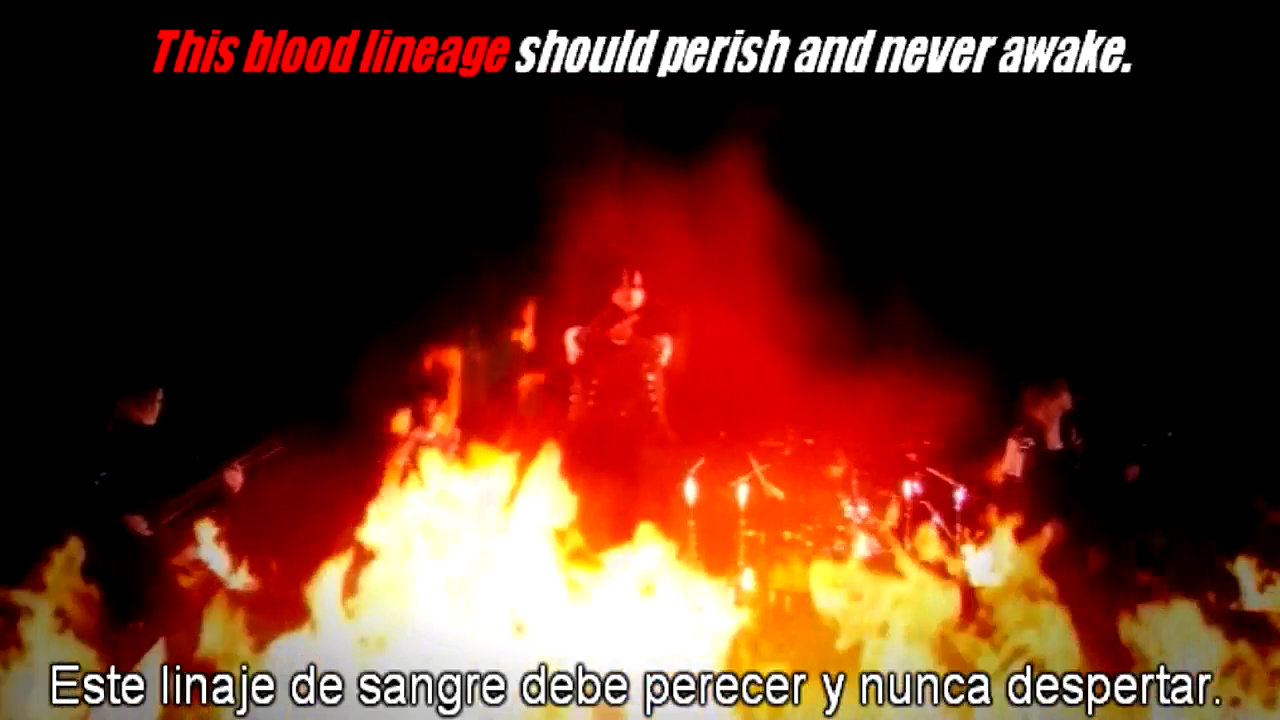 This blood lineage should perish and never awake.
Este linaje de sangre debe perecer y nunca despertar.